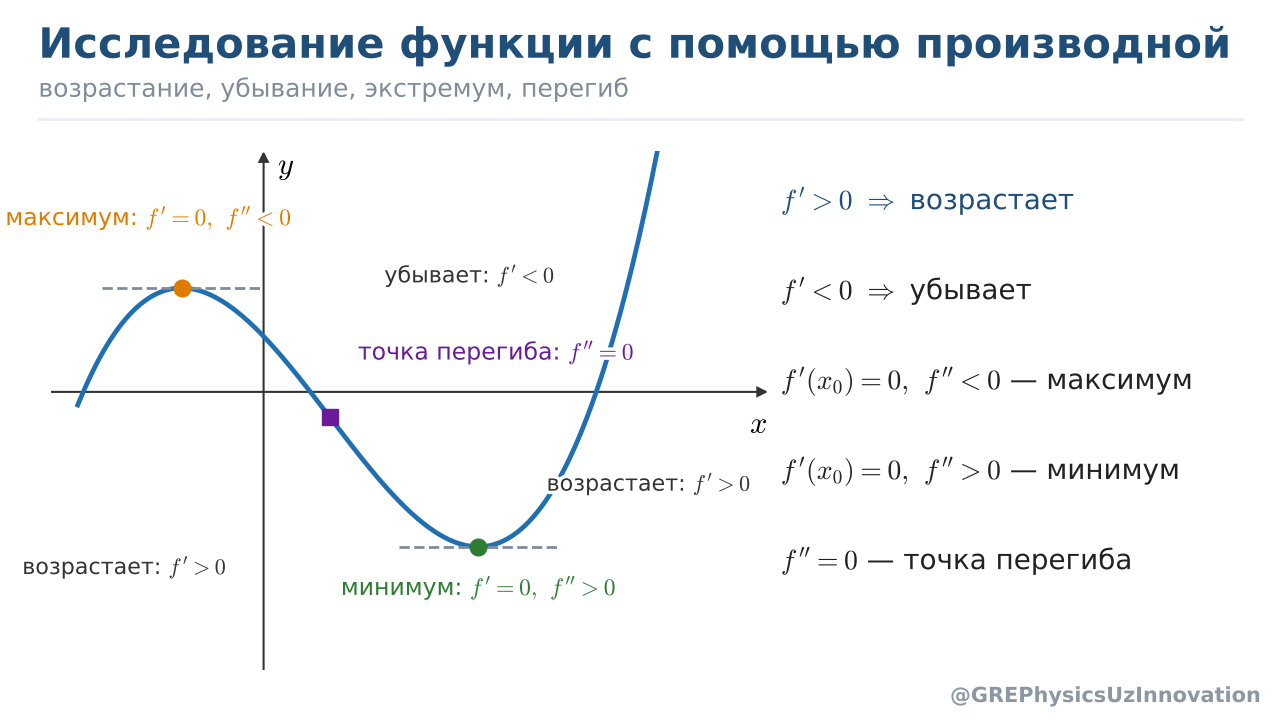 Исследование функции с помощью производной
возрастание, убывание, экстремум, перегиб
y
максимум: f′ = 0, f″ < 0
убывает: f′ < 0
точка перегиба: f″ = 0
x
возрастает: f′ > 0
возрастает: f′ > 0
минимум: f′ = 0, f″ > 0
f′ > 0 ⇒ возрастает
f′ < 0 ⇒ убывает
f′(x₀) = 0, f″ < 0 — максимум
f′(x₀) = 0, f″ > 0 — минимум
f″ = 0 — точка перегиба
@GREPhysicsUzInnovation